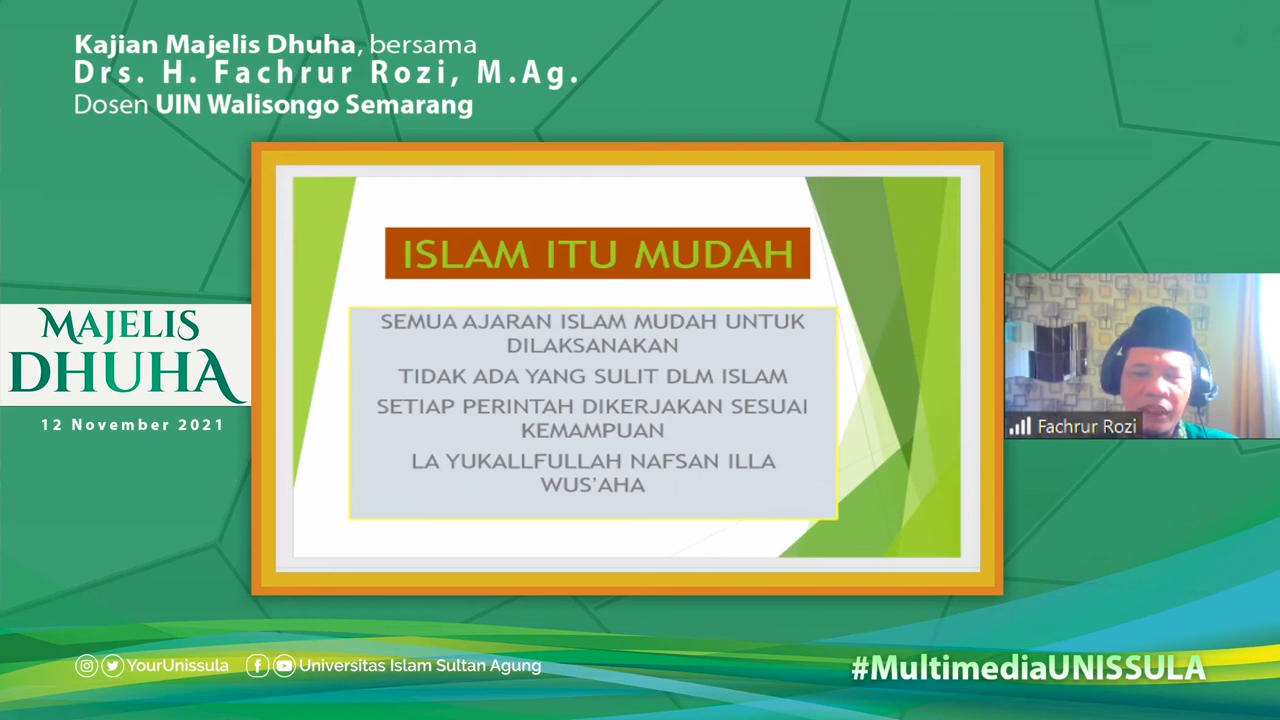 Kajian Majelis Dhuha, bersama
Drs. H. Fachrur Rozi, M.Ag.
Dosen UIN Walisongo Semarang
ISLAM ITU MUDAH
SEMUA AJARAN ISLAM MUDAH UNTUK
DILAKSANAKAN
TIDAK ADA YANG SULIT DLM ISLAM
SETIAP PERINTAH DIKERJAKAN SESUAI
KEMAMPUAN
LA YUKALLFULLAH NAFSAN ILLA
WUS’AHA
MAJELIS
DHUHA
12 November 2021
Fachrur Rozi
YourUnissula
Universitas Islam Sultan Agung
#MultimediaUNISSULA